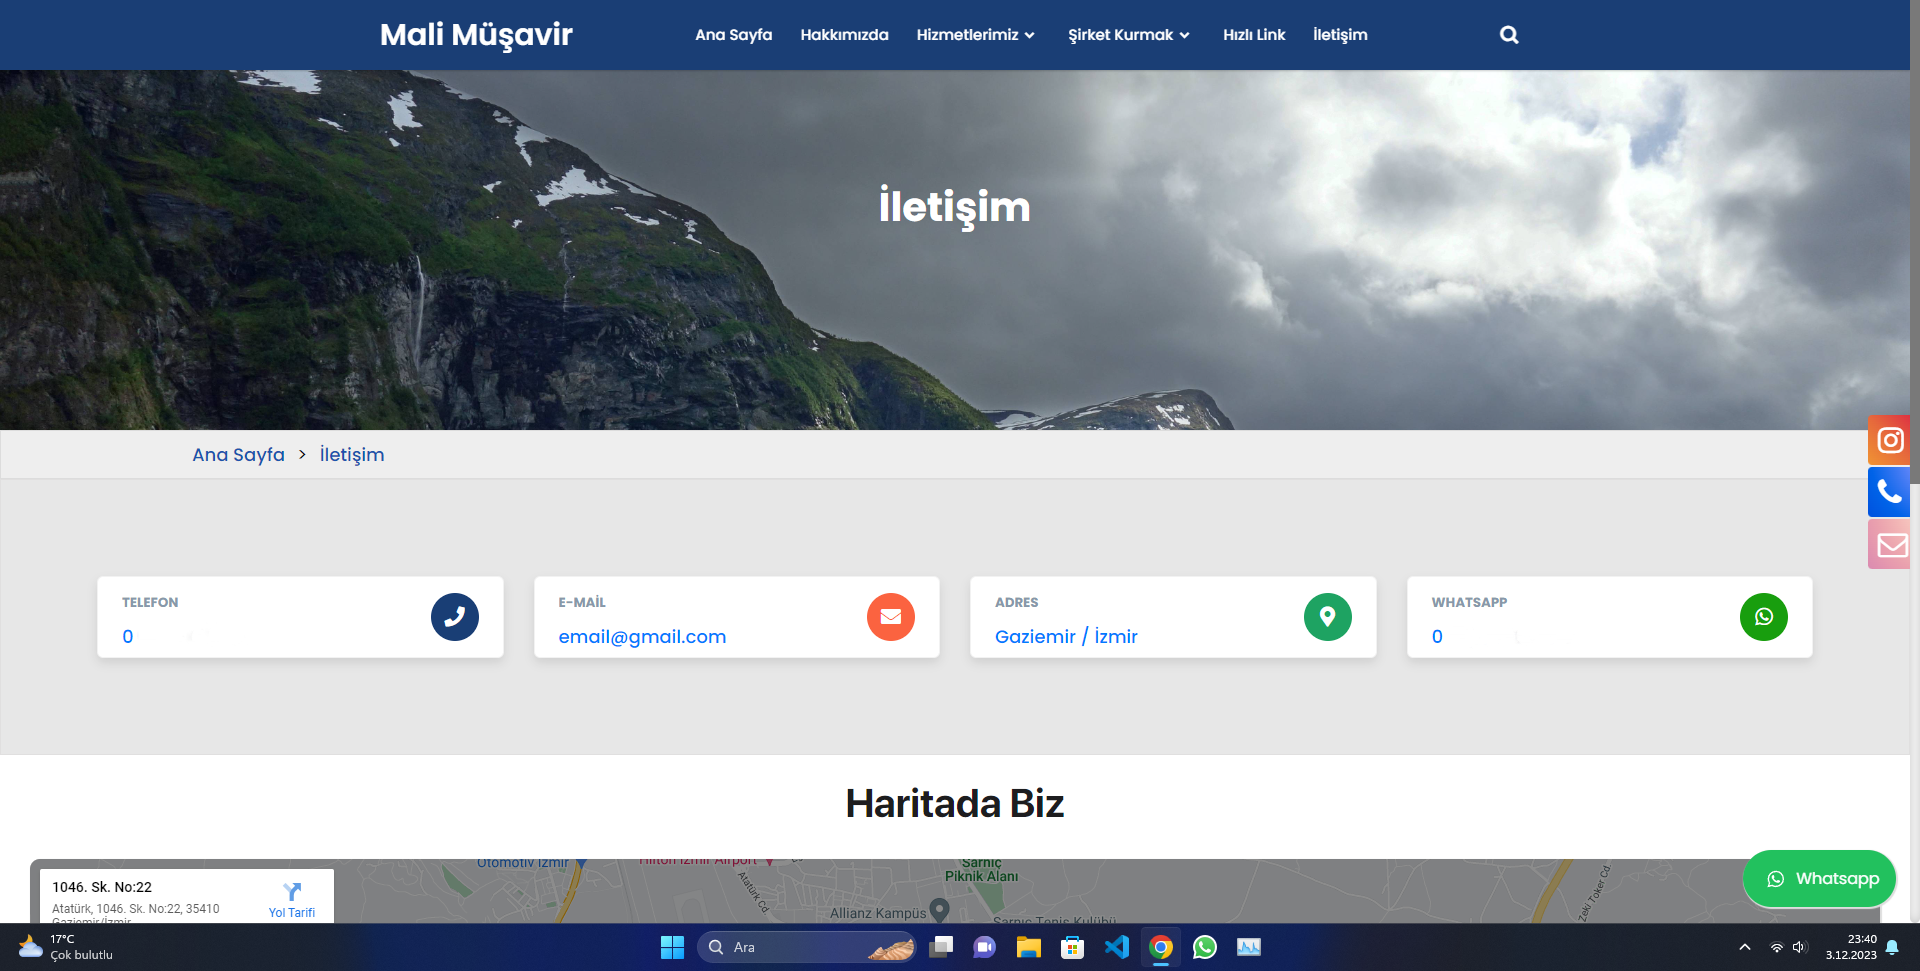 Mali Müşavir
Ana Sayfa Hakkımızda Hizmetlerimiz Şirket Kurmak Hızlı Link İletişim
İletişim
Ana Sayfa > İletişim
TELEFON
0
E-MAİL
email@gmail.com
ADRES
Gaziemir / İzmir
WHATSAPP
0
Haritada Biz
Otomotiv İzmir
Hilton İzmir Airport
Sarnıç
Piknik Alanı
1046. Sk. No:22
Atatürk, 1046. Sk. No:22, 35410
Gaziemir/İzmir
Yol Tarifi
Atatürk Cd.
Allianz Kampüs
Sarnıç Tenis Kulübü
Zeki Toker Cd.
Whatsapp
17°C
Çok bulutlu
Ara
23:40
3.12.2023